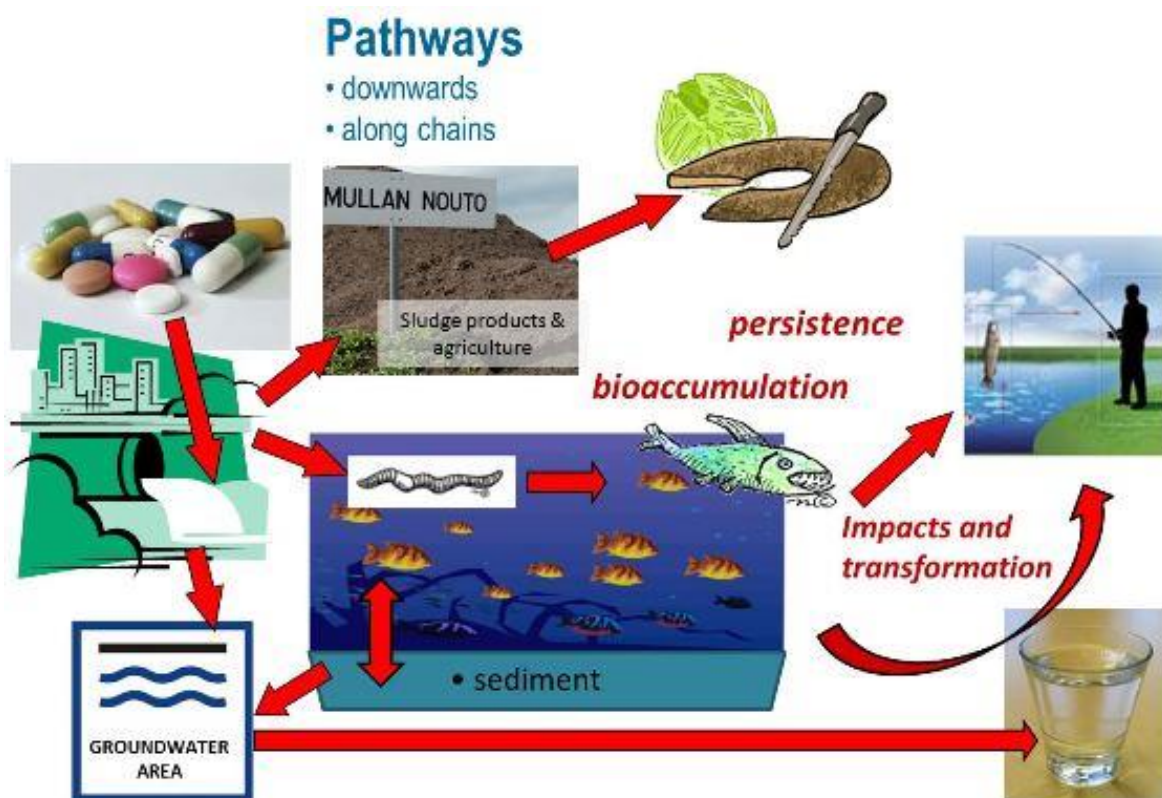 Pathways
• downwards
• along chains
MULLAN NOUTO
Sludge products &
agriculture
persistence
bioaccumulation
Impacts and
transformation
• sediment
GROUNDWATER
AREA